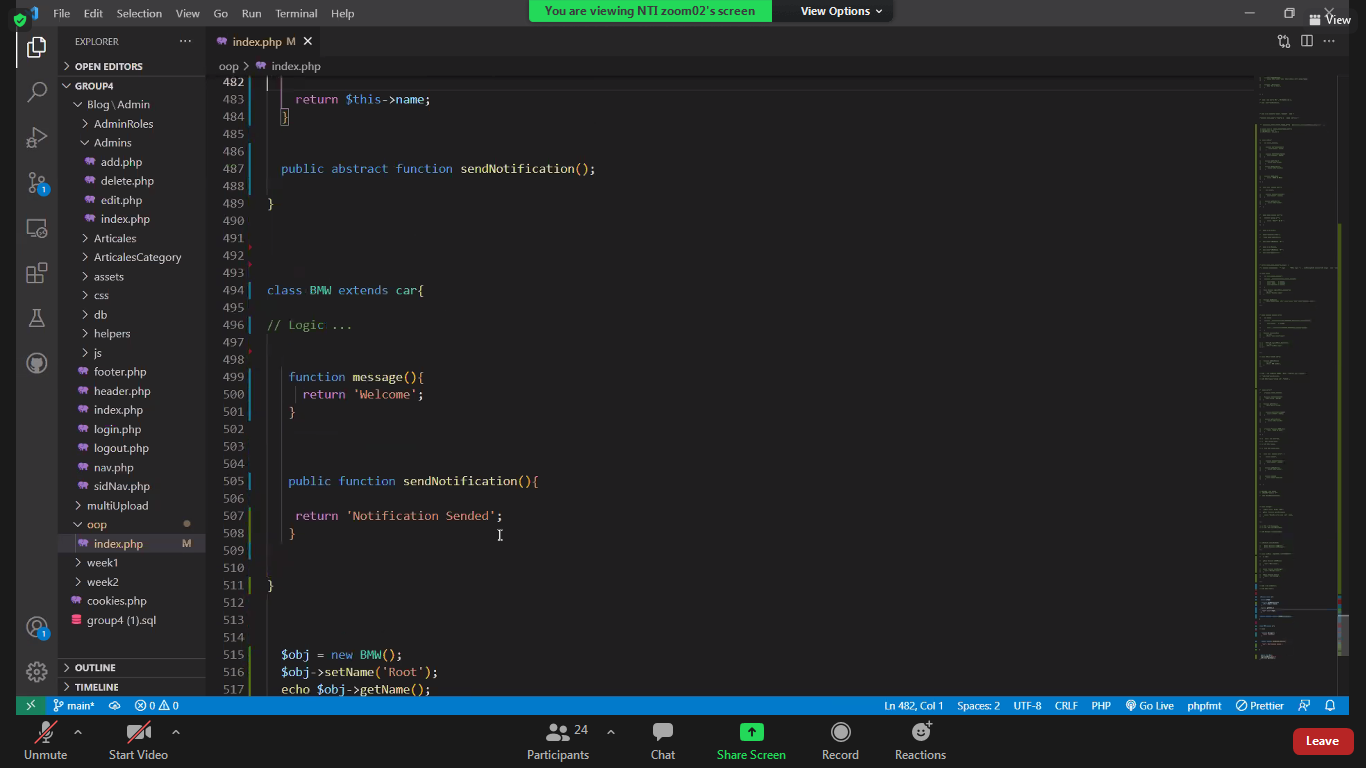 File Edit Selection View Go Run Terminal Help
You are viewing NTI zoom02's screen View Options
View
EXPLORER
index.php M
OPEN EDITORS
oop > index.php
GROUP4
Blog\Admin
AdminRoles
Admins
add.php
delete.php
edit.php
index.php
Articales
ArticalesCategory
assets
css
db
helpers
js
footer.php
header.php
index.php
login.php
logout.php
nav.php
sidNav.php
multiUpload
oop
index.php M
week1
week2
cookies.php
group4 (1).sql
OUTLINE
TIMELINE
1
1
482
483 return $this->name;
484 }
485
486
487 public abstract function sendNotification();
488
489 }
490
491
492
493
494 class BMW extends car{
495
496 // Logic ...
497
498
499 function message(){
500 return 'Welcome';
501 }
502
503
504
505 public function sendNotification(){
506
507 return 'Notification Sended';
508 }
509
510
511 }
512
513
514
515 $obj = new BMW();
516 $obj->setName('Root');
517 echo $obj->getName();
main* 0 0 Ln 482, Col 1 Spaces: 2 UTF-8 CRLF PHP Go Live phpfmt Prettier
Unmute Start Video Participants 24 Chat Share Screen Record Reactions Leave